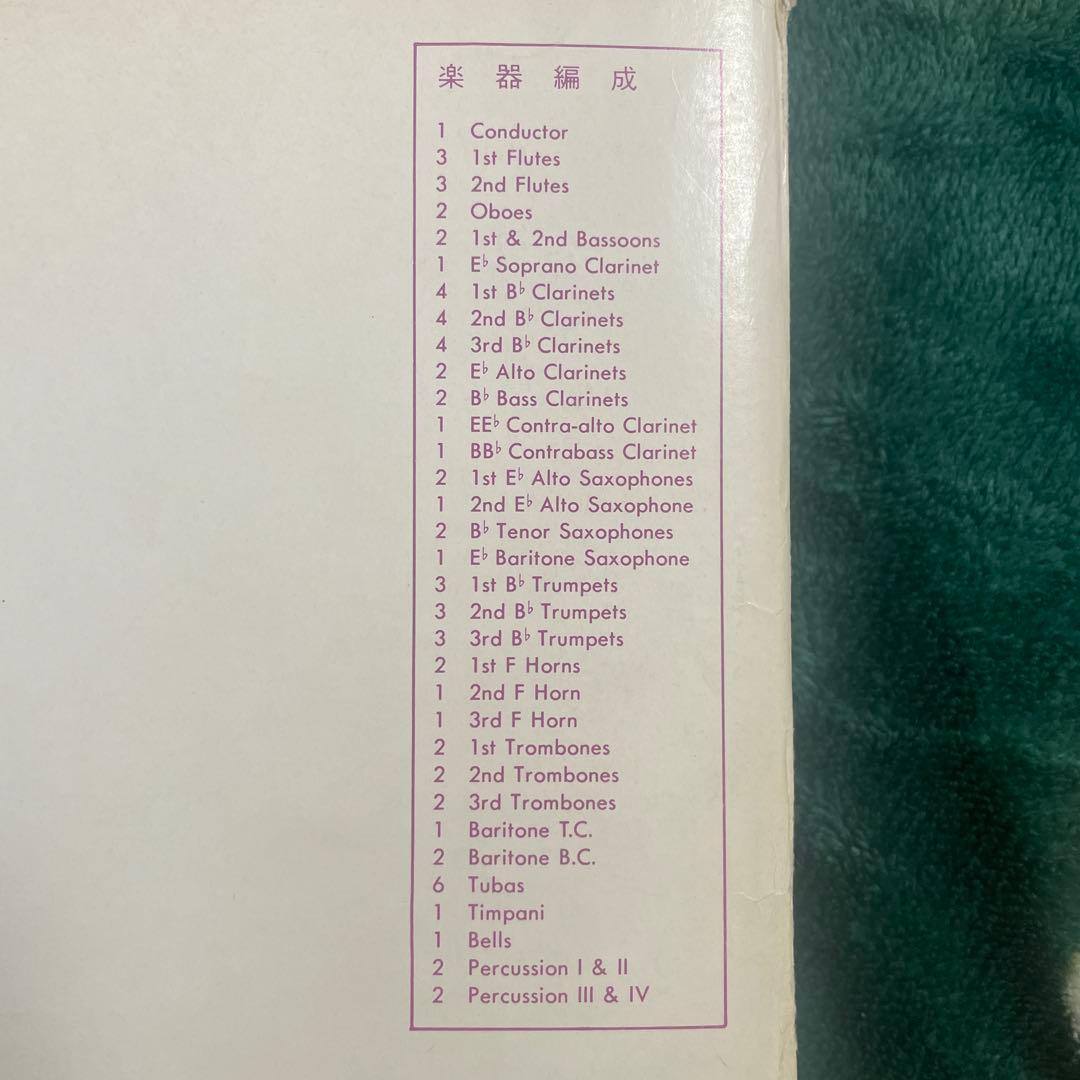 楽器編成
1 Conductor
3 1st Flutes
3 2nd Flutes
2 Oboes
2 1st & 2nd Bassoons
1 E♭ Soprano Clarinet
4 1st B♭ Clarinets
4 2nd B♭ Clarinets
4 3rd B♭ Clarinets
2 E♭ Alto Clarinets
2 B♭ Bass Clarinets
1 EE♭ Contra-alto Clarinet
1 BB♭ Contrabass Clarinet
2 1st E♭ Alto Saxophones
1 2nd E♭ Alto Saxophone
2 B♭ Tenor Saxophones
1 E♭ Baritone Saxophone
3 1st B♭ Trumpets
3 2nd B♭ Trumpets
3 3rd B♭ Trumpets
2 1st F Horns
1 2nd F Horn
1 3rd F Horn
2 1st Trombones
2 2nd Trombones
2 3rd Trombones
1 Baritone T.C.
2 Baritone B.C.
6 Tubas
1 Timpani
1 Bells
2 Percussion I & II
2 Percussion III & IV